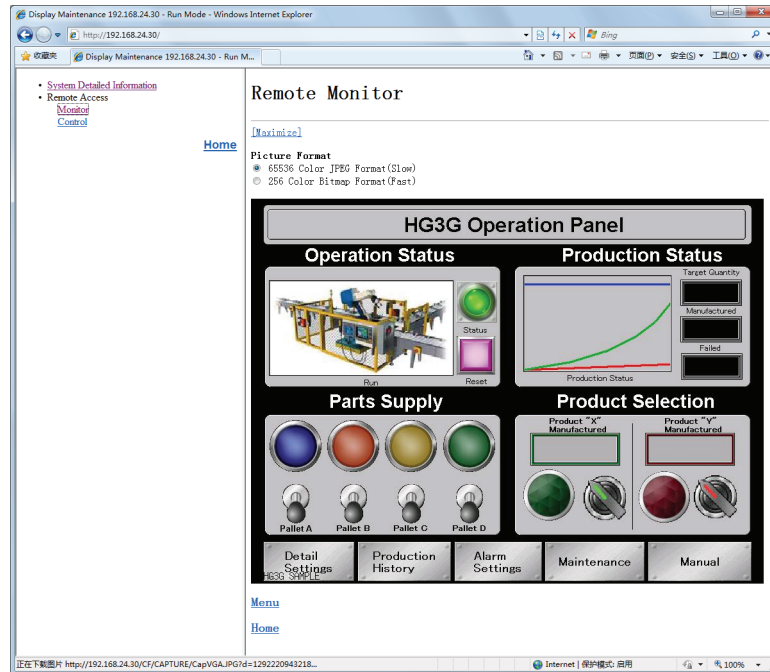 Display Maintenance 192.168.24.30 - Run Mode - Windows Internet Explorer
http://192.168.24.30/
Bing
收藏夹
Display Maintenance 192.168.24.30 - Run M...
页面(P)
安全(S)
工具(O)
System Detailed Information
Remote Access
Monitor
Control
Home
Remote Monitor
[Maximize]
Picture Format
65536 Color JPEG Format(Slow)
256 Color Bitmap Format(Fast)
HG3G Operation Panel
Operation Status
Production Status
Target Quantity
Manufactured
Failed
Status
Reset
Run
Production Status
Parts Supply
Product Selection
Product "X"
Manufactured
Product "Y"
Manufactured
Pallet A
Pallet B
Pallet C
Pallet D
Detail
Settings
Production
History
Alarm
Settings
Maintenance
Manual
HG3G SAMPLE
Menu
Home
正在下载图片 http://192.168.24.30/CF/CAPTURE/CapVGA.JPG?d=1292220943218...
Internet | 保护模式: 启用
100%